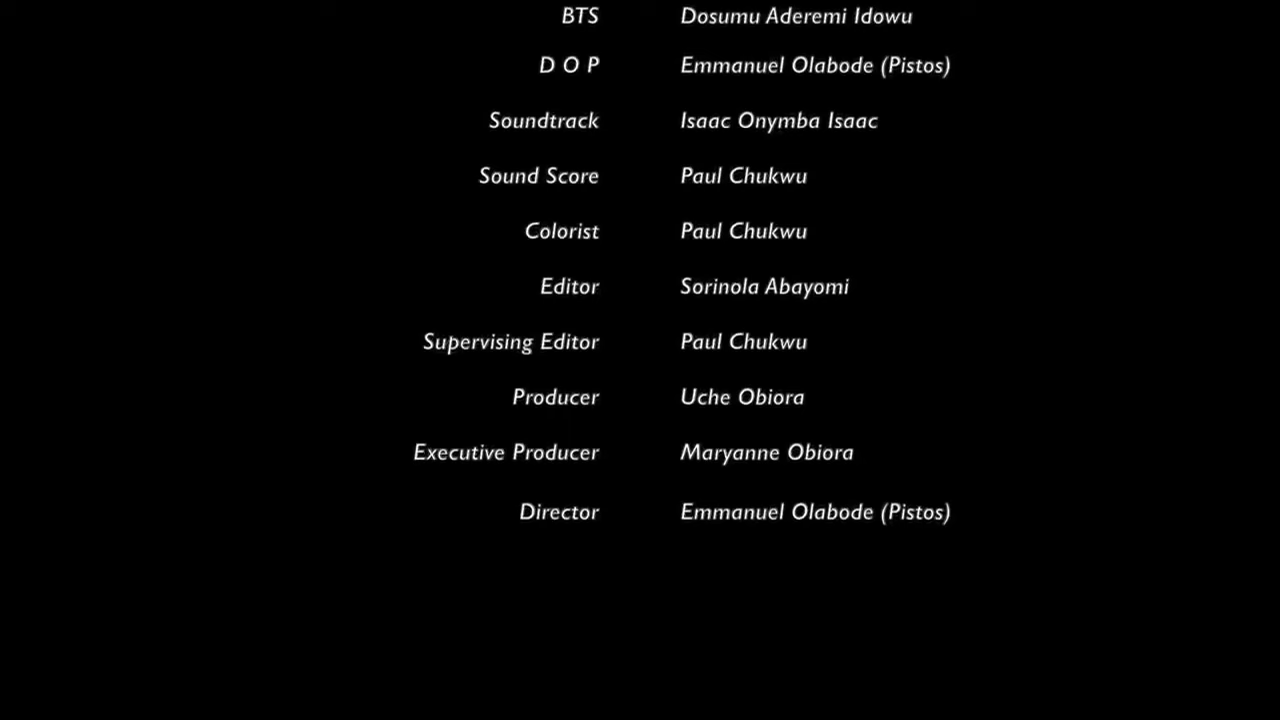 BTS Dosumu Aderemi Idowu
D O P Emmanuel Olabode (Pistos)
Soundtrack Isaac Onymba Isaac
Sound Score Paul Chukwu
Colorist Paul Chukwu
Editor Sorinola Abayomi
Supervising Editor Paul Chukwu
Producer Uche Obiora
Executive Producer Maryanne Obiora
Director Emmanuel Olabode (Pistos)